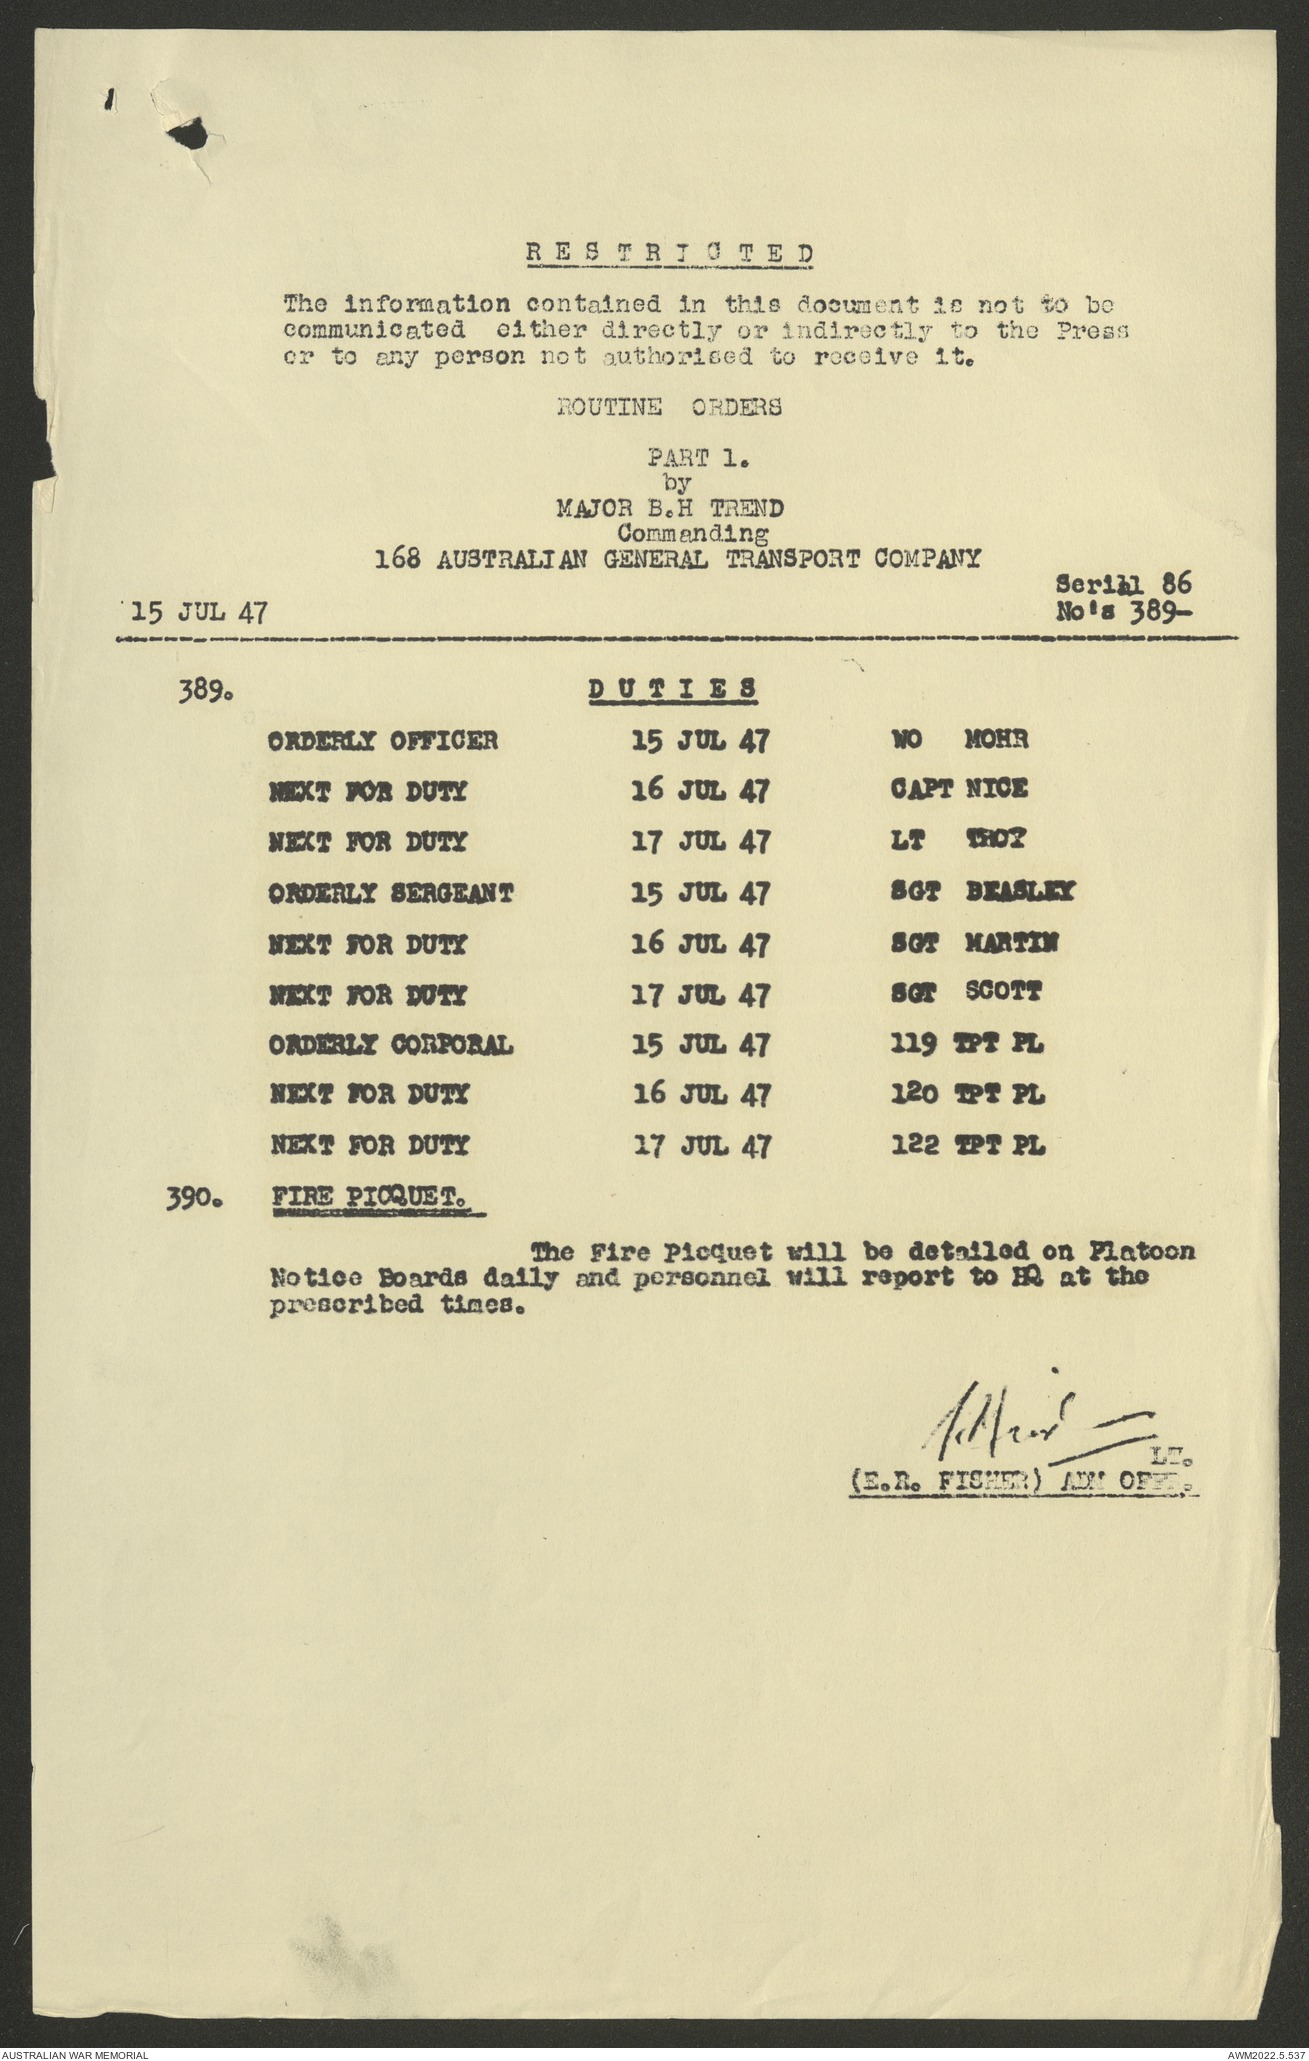 R E S T R I C T E D
The information contained in this document is not to be
communicated either directly or indirectly to the Press
or to any person not authorised to receive it.
ROUTINE ORDERS
PART 1.
by
MAJOR B.H TREND
Commanding
168 AUSTRALIAN GENERAL TRANSPORT COMPANY
Serial 86
15 JUL 47 No's 389-
389. D U T I E S
ORDERLY OFFICER 15 JUL 47 WO MOHR
NEXT FOR DUTY 16 JUL 47 CAPT NICE
NEXT FOR DUTY 17 JUL 47 LT TROY
ORDERLY SERGEANT 15 JUL 47 SGT BEASLEY
NEXT FOR DUTY 16 JUL 47 SGT MARTIN
NEXT FOR DUTY 17 JUL 47 SGT SCOTT
ORDERLY CORPORAL 15 JUL 47 119 TPT PL
NEXT FOR DUTY 16 JUL 47 120 TPT PL
NEXT FOR DUTY 17 JUL 47 122 TPT PL
390. FIRE PICQUET.
The Fire Picquet will be detailed on Platoon
Notice Boards daily and personnel will report to HQ at the
prescribed times.
LT.
(E.R. FISHER) ADM OFFR.
AUSTRALIAN WAR MEMORIAL AWM2022.5.537